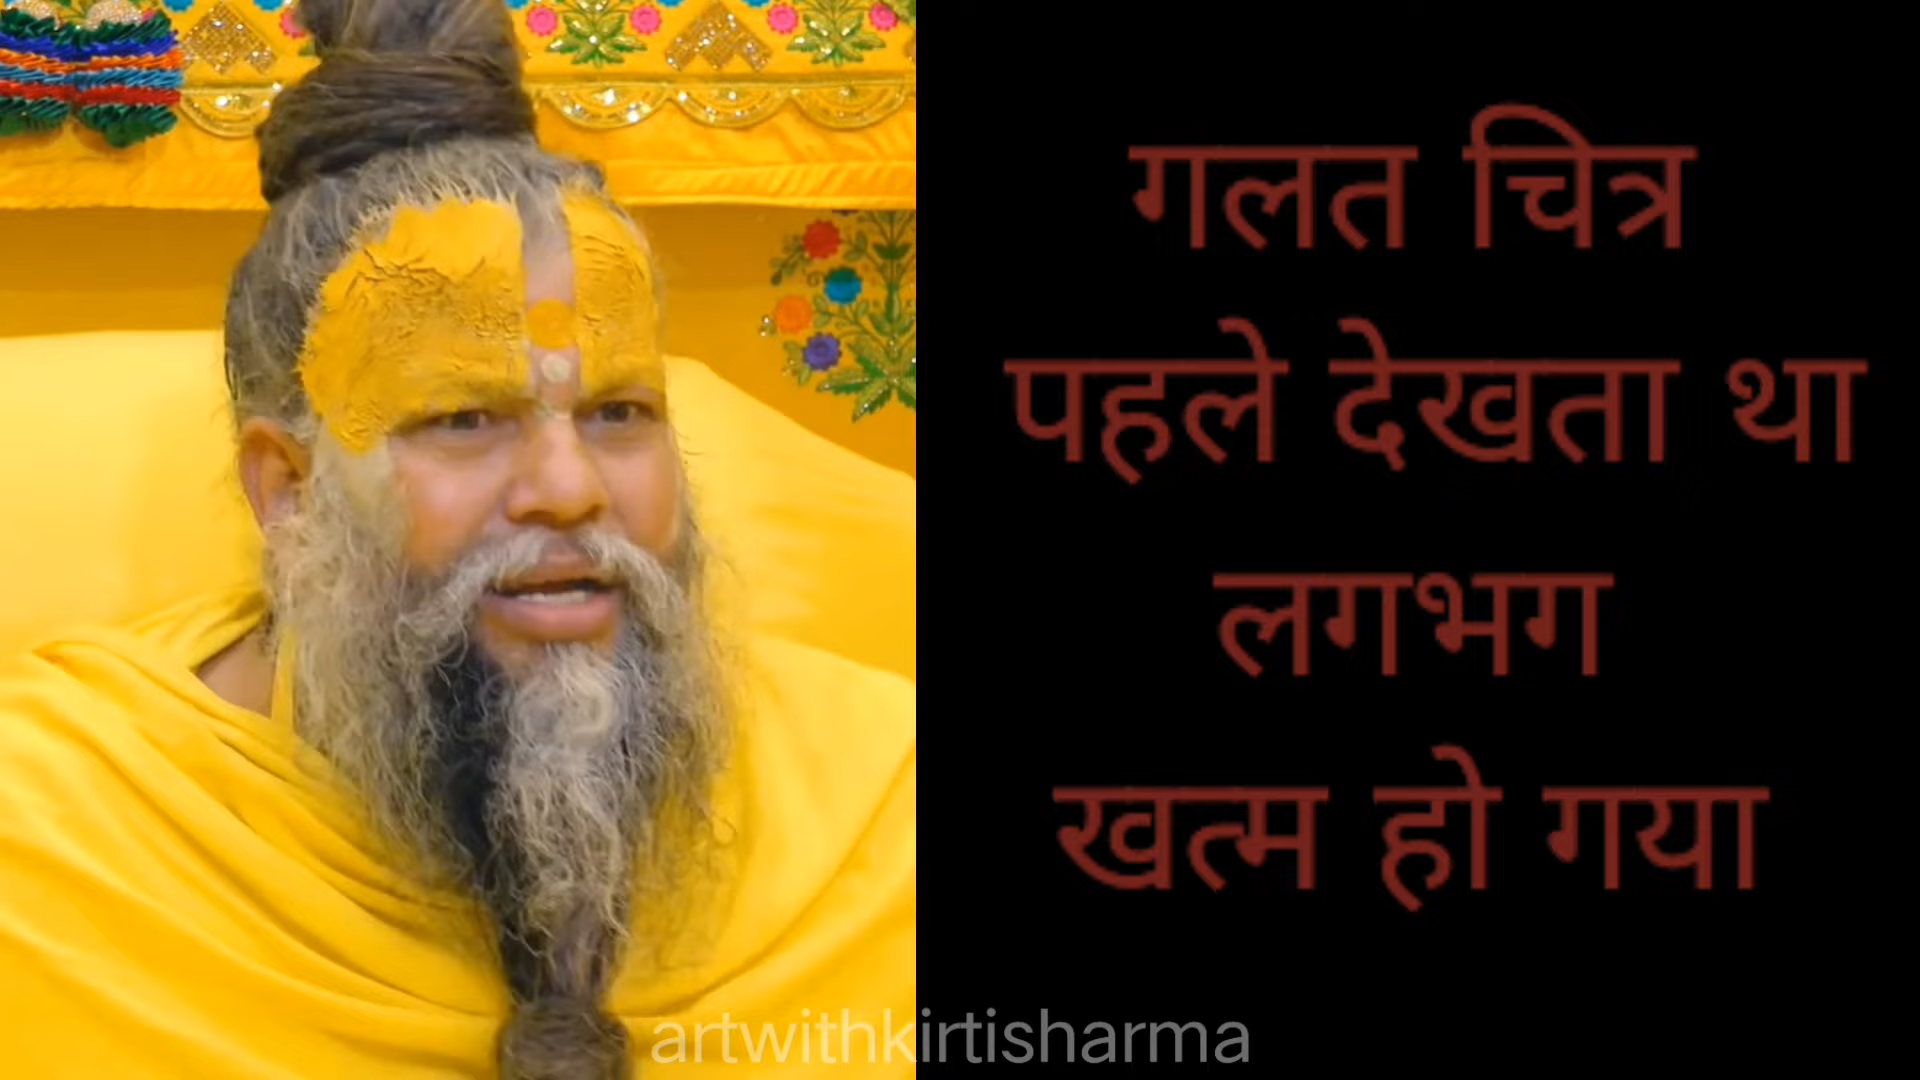 गलत चित्र
पहले देखता था
लगभग
खत्म हो गया
artwithkirtisharma